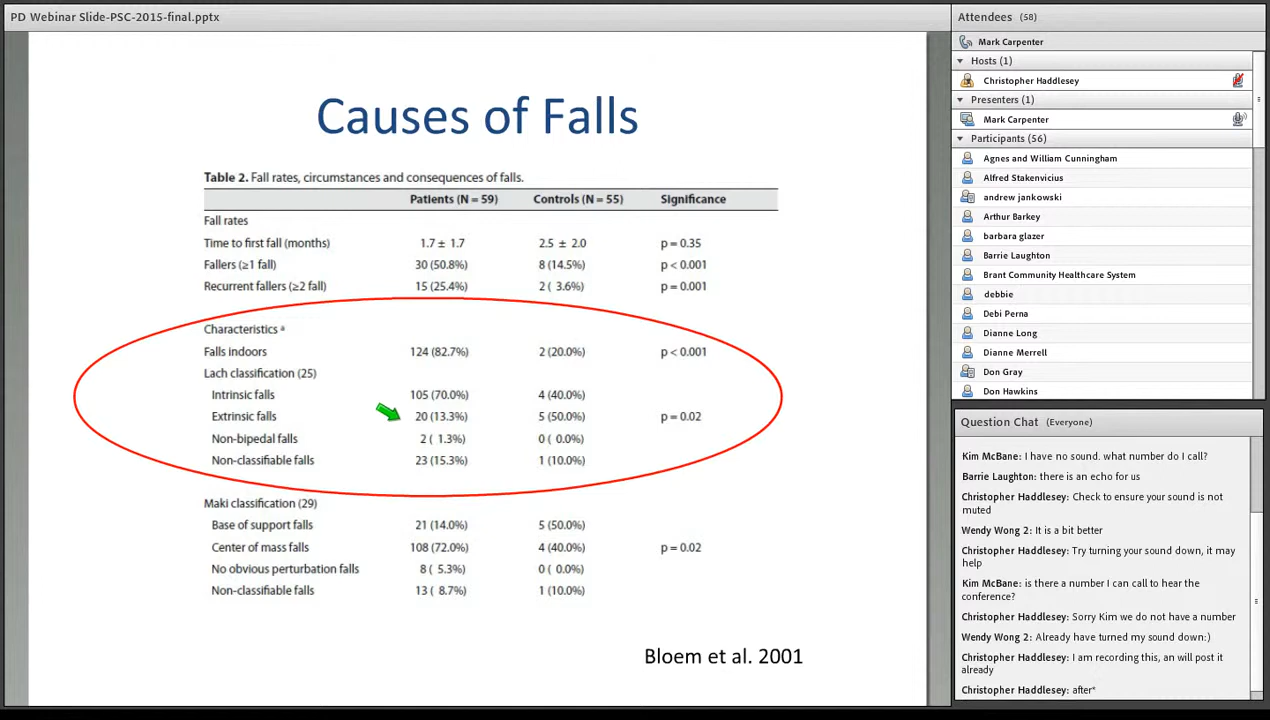 PD Webinar Slide-PSC-2015-final.pptx
Causes of Falls
Table 2. Fall rates, circumstances and consequences of falls.
Patients (N = 59) Controls (N = 55) Significance
Fall rates
Time to first fall (months) 1.7 ± 1.7 2.5 ± 2.0 p = 0.35
Fallers (≥1 fall) 30 (50.8%) 8 (14.5%) p < 0.001
Recurrent fallers (≥2 fall) 15 (25.4%) 2 ( 3.6%) p = 0.001
Characteristics a
Falls indoors 124 (82.7%) 2 (20.0%) p < 0.001
Lach classification (25)
Intrinsic falls 105 (70.0%) 4 (40.0%)
Extrinsic falls 20 (13.3%) 5 (50.0%) p = 0.02
Non-bipedal falls 2 ( 1.3%) 0 ( 0.0%)
Non-classifiable falls 23 (15.3%) 1 (10.0%)
Maki classification (29)
Base of support falls 21 (14.0%) 5 (50.0%)
Center of mass falls 108 (72.0%) 4 (40.0%) p = 0.02
No obvious perturbation falls 8 ( 5.3%) 0 ( 0.0%)
Non-classifiable falls 13 ( 8.7%) 1 (10.0%)
Bloem et al. 2001
Attendees (58)
Mark Carpenter
Hosts (1)
Christopher Haddlesey
Presenters (1)
Mark Carpenter
Participants (56)
Agnes and William Cunningham
Alfred Stakenvicius
andrew jankowski
Arthur Barkey
barbara glazer
Barrie Laughton
Brant Community Healthcare System
debbie
Debi Perna
Dianne Long
Dianne Merrell
Don Gray
Don Hawkins
Question Chat (Everyone)
Kim McBane: I have no sound. what number do I call?
Barrie Laughton: there is an echo for us
Christopher Haddlesey: Check to ensure your sound is not
muted
Wendy Wong 2: It is a bit better
Christopher Haddlesey: Try turning your sound down, it may
help
Kim McBane: is there a number I can call to hear the
conference?
Christopher Haddlesey: Sorry Kim we do not have a number
Wendy Wong 2: Already have turned my sound down:)
Christopher Haddlesey: I am recording this, an will post it
already
Christopher Haddlesey: after*